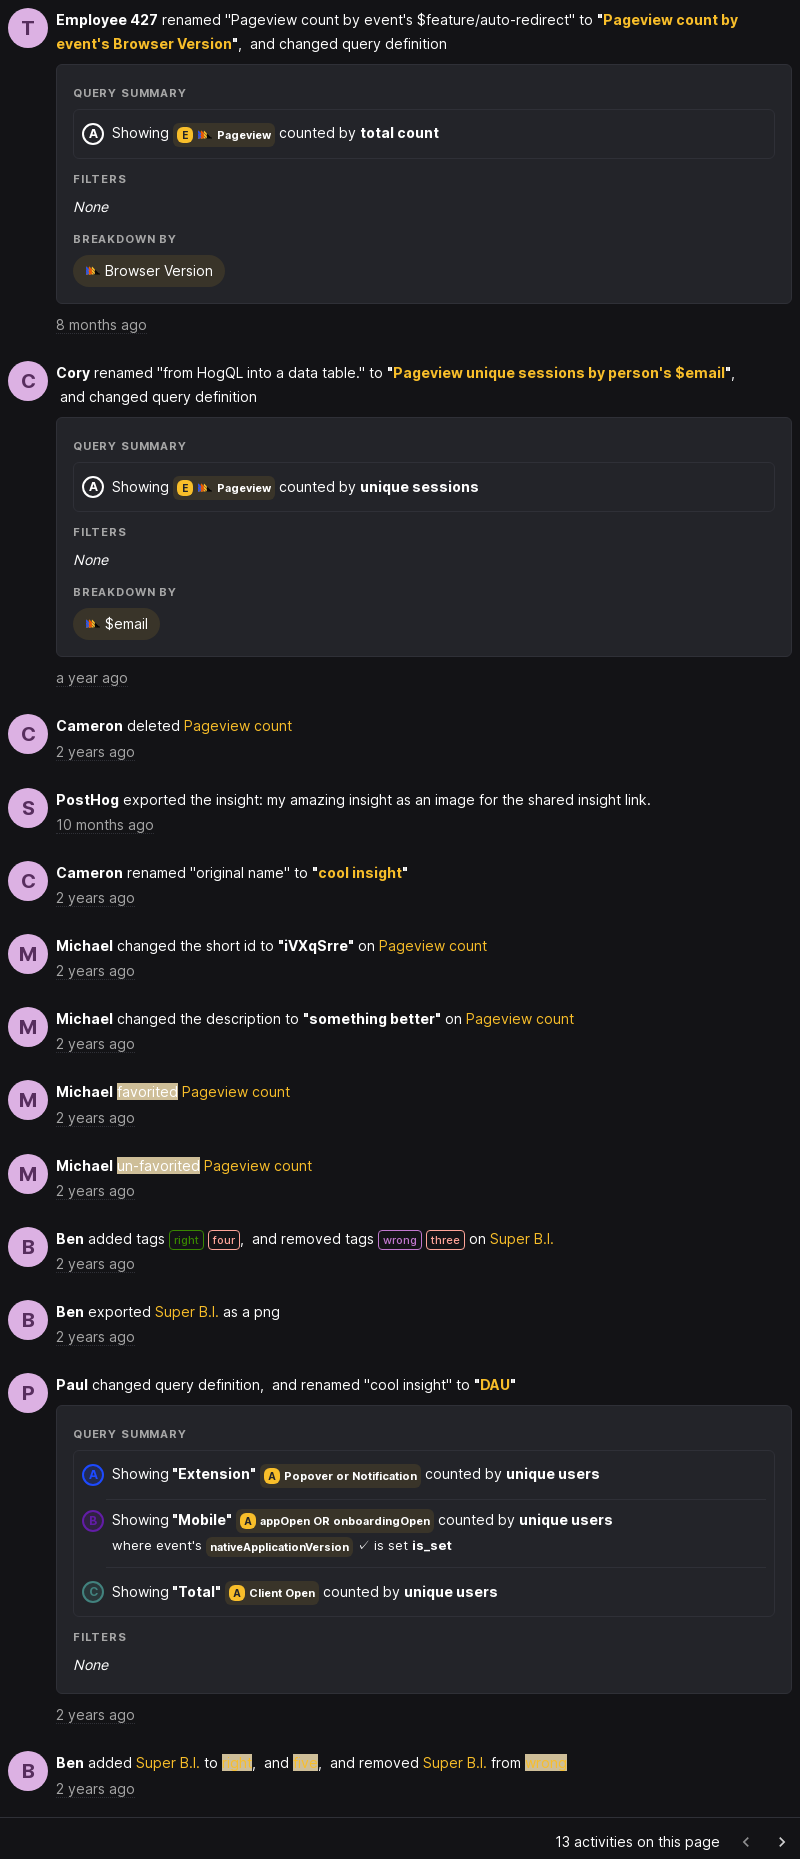 T Employee 427 renamed "Pageview count by event's $feature/auto-redirect" to "Pageview count by
event's Browser Version",  and changed query definition
QUERY SUMMARY
A Showing E Pageview counted by total count
FILTERS
None
BREAKDOWN BY
Browser Version
8 months ago
C Cory renamed "from HogQL into a data table." to "Pageview unique sessions by person's $email",
and changed query definition
QUERY SUMMARY
A Showing E Pageview counted by unique sessions
FILTERS
None
BREAKDOWN BY
$email
a year ago
C Cameron deleted Pageview count
2 years ago
S PostHog exported the insight: my amazing insight as an image for the shared insight link.
10 months ago
C Cameron renamed "original name" to "cool insight"
2 years ago
M Michael changed the short id to "iVXqSrre" on Pageview count
2 years ago
M Michael changed the description to "something better" on Pageview count
2 years ago
M Michael favorited Pageview count
2 years ago
M Michael un-favorited Pageview count
2 years ago
B Ben added tags right four,  and removed tags wrong three on Super B.I.
2 years ago
B Ben exported Super B.I. as a png
2 years ago
P Paul changed query definition,  and renamed "cool insight" to "DAU"
QUERY SUMMARY
A Showing "Extension" A Popover or Notification counted by unique users
B Showing "Mobile" A appOpen OR onboardingOpen counted by unique users
where event's nativeApplicationVersion ✓ is set is_set
C Showing "Total" A Client Open counted by unique users
FILTERS
None
2 years ago
B Ben added Super B.I. to ,  and ,  and removed Super B.I. from
2 years ago
13 activities on this page